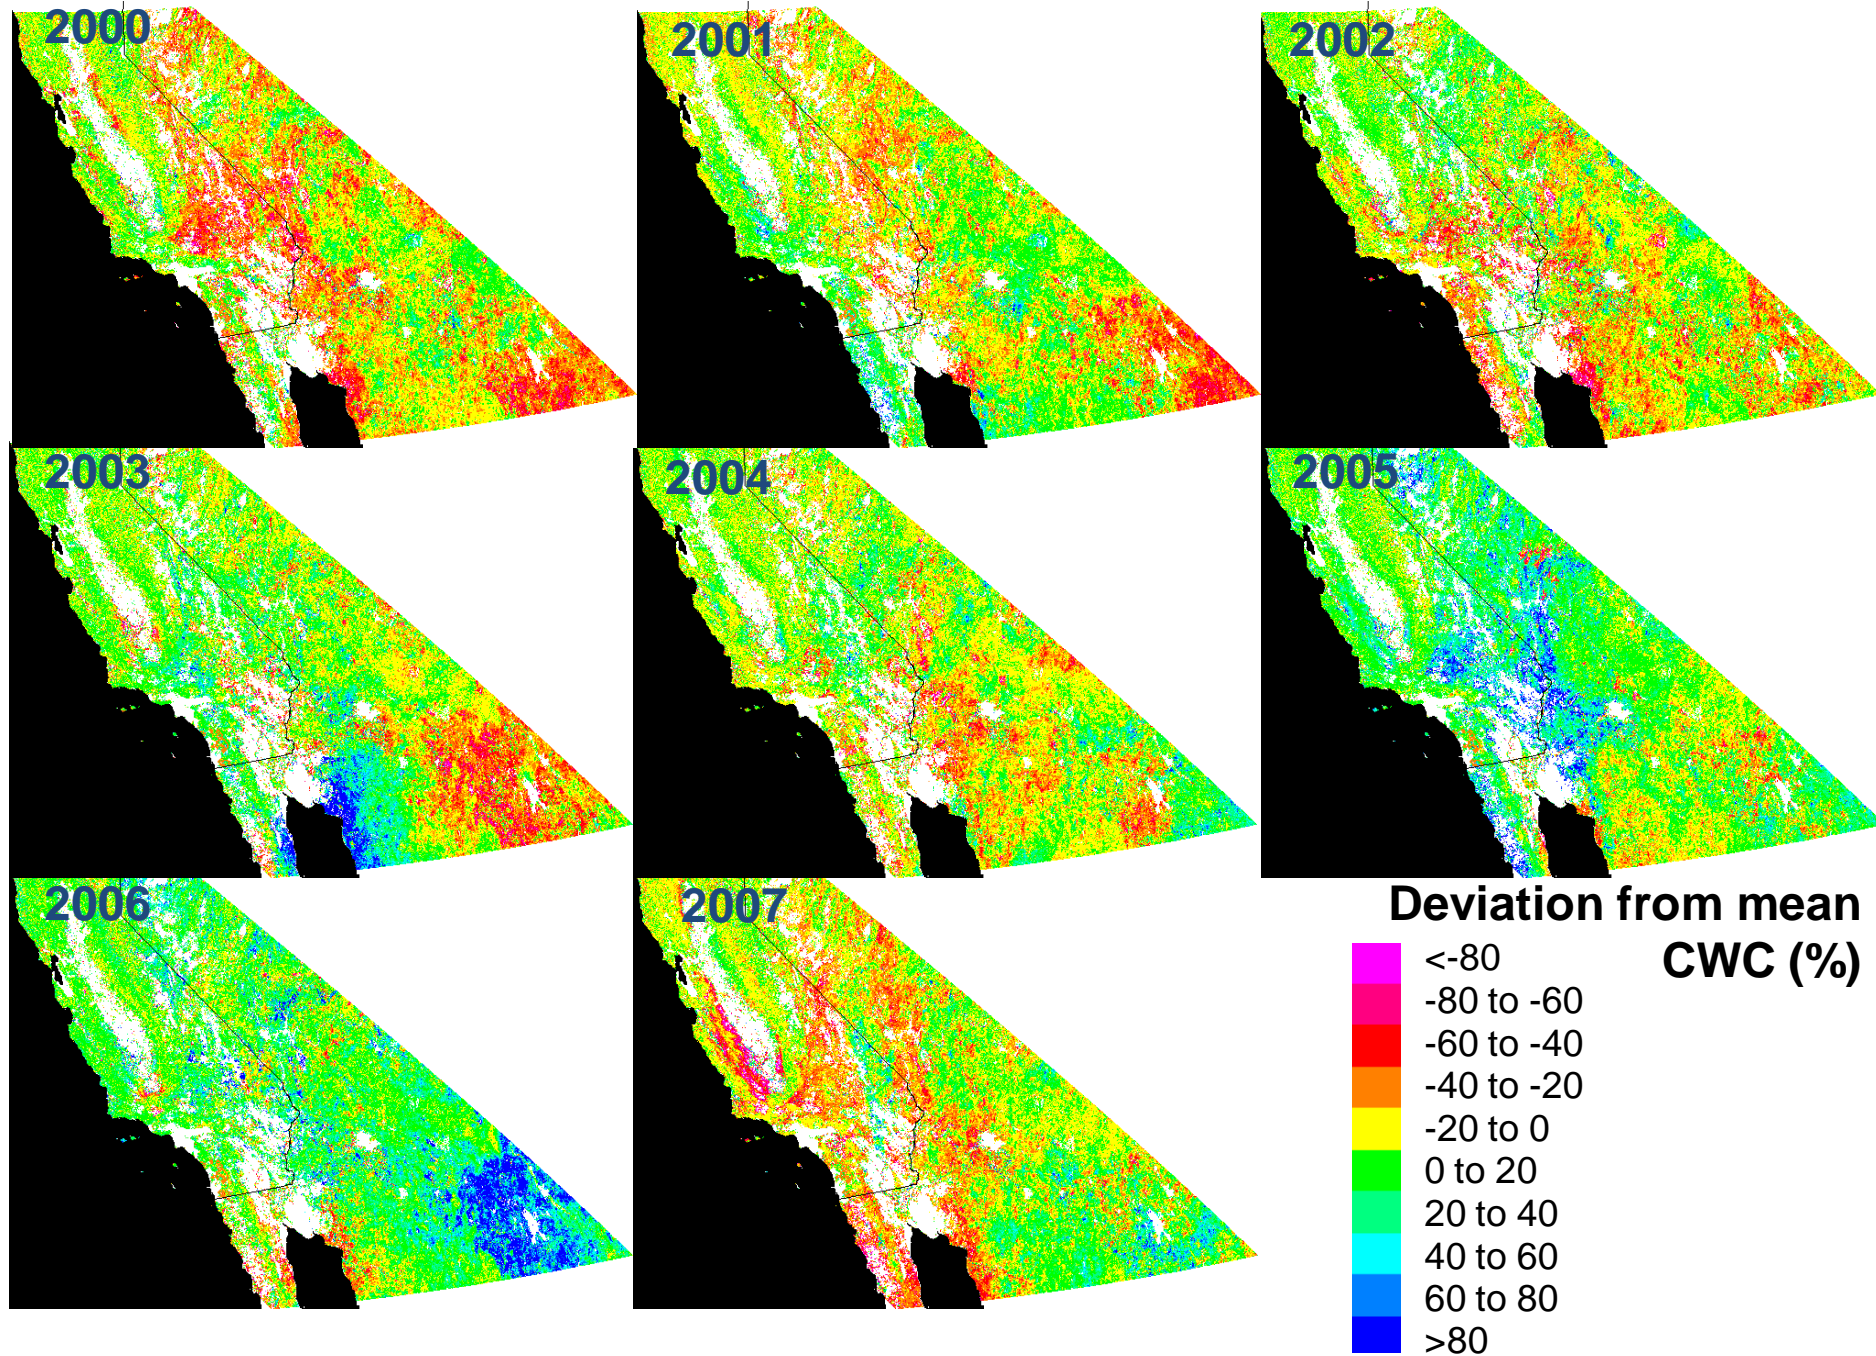 2000
2001
2002
2003
2004
2005
2006
2007
Deviation from mean
CWC (%)
<-80
-80 to -60
-60 to -40
-40 to -20
-20 to 0
0 to 20
20 to 40
40 to 60
60 to 80
>80